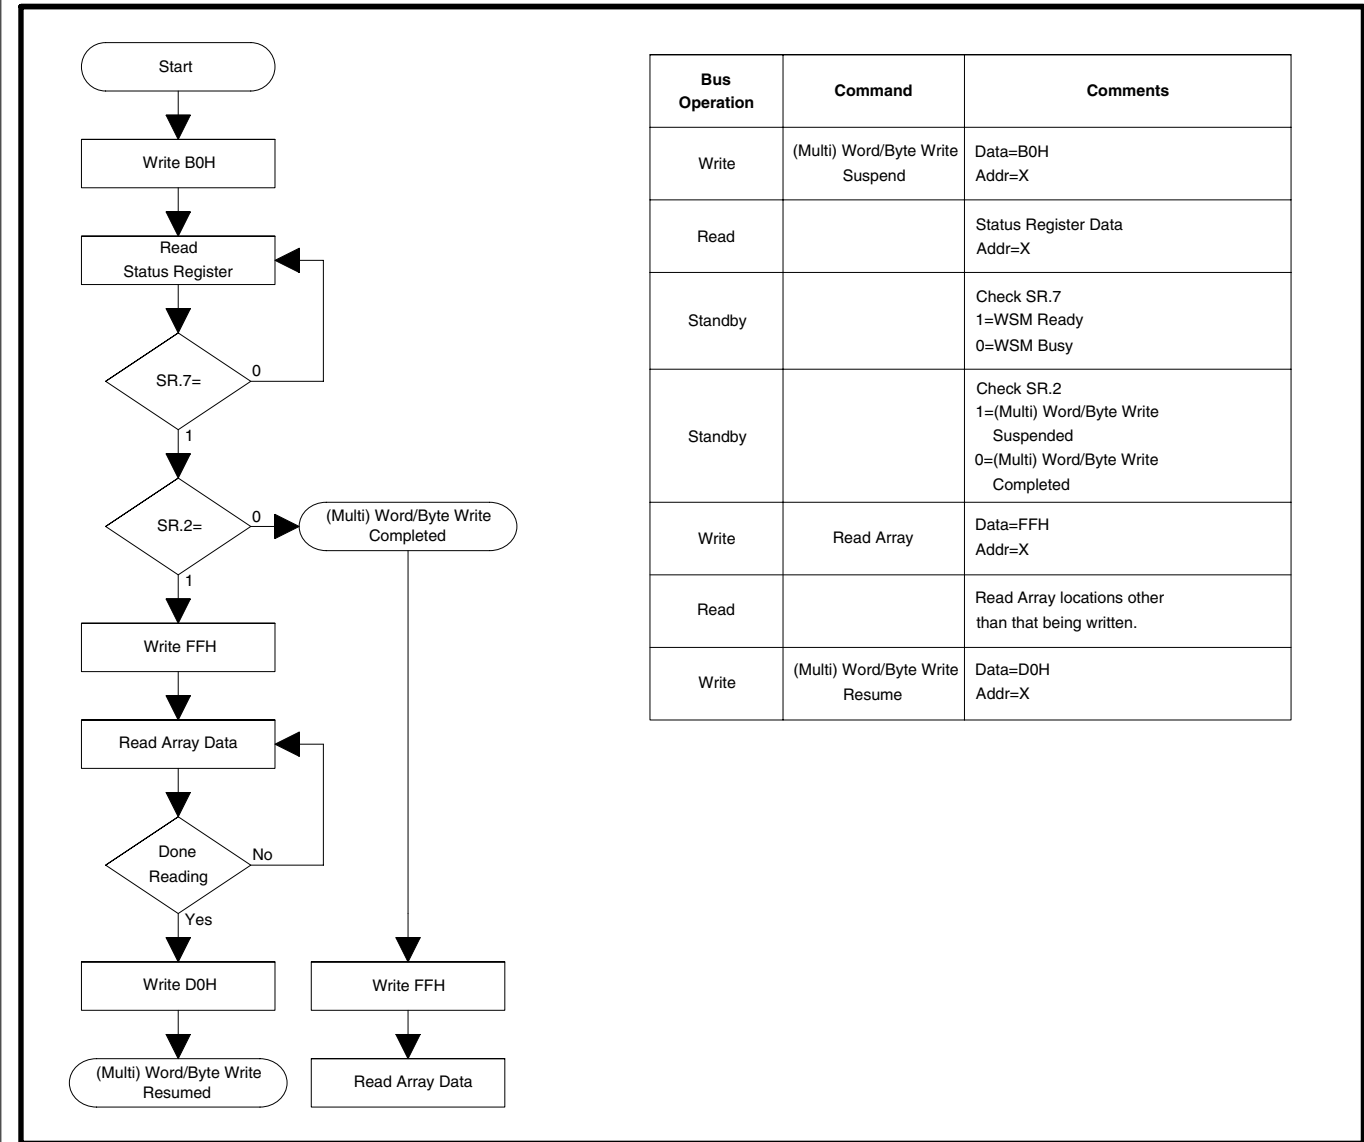 Start
Write B0H
Read
Status Register
SR.7=
0
1
SR.2=
0
(Multi) Word/Byte Write
Completed
1
Write FFH
Read Array Data
Done
Reading
No
Yes
Write D0H
(Multi) Word/Byte Write
Resumed
Write FFH
Read Array Data
Bus
Operation
Command
Comments
Write
(Multi) Word/Byte Write
Suspend
Data=B0H
Addr=X
Read
Status Register Data
Addr=X
Standby
Check SR.7
1=WSM Ready
0=WSM Busy
Standby
Check SR.2
1=(Multi) Word/Byte Write
Suspended
0=(Multi) Word/Byte Write
Completed
Write
Read Array
Data=FFH
Addr=X
Read
Read Array locations other
than that being written.
Write
(Multi) Word/Byte Write
Resume
Data=D0H
Addr=X